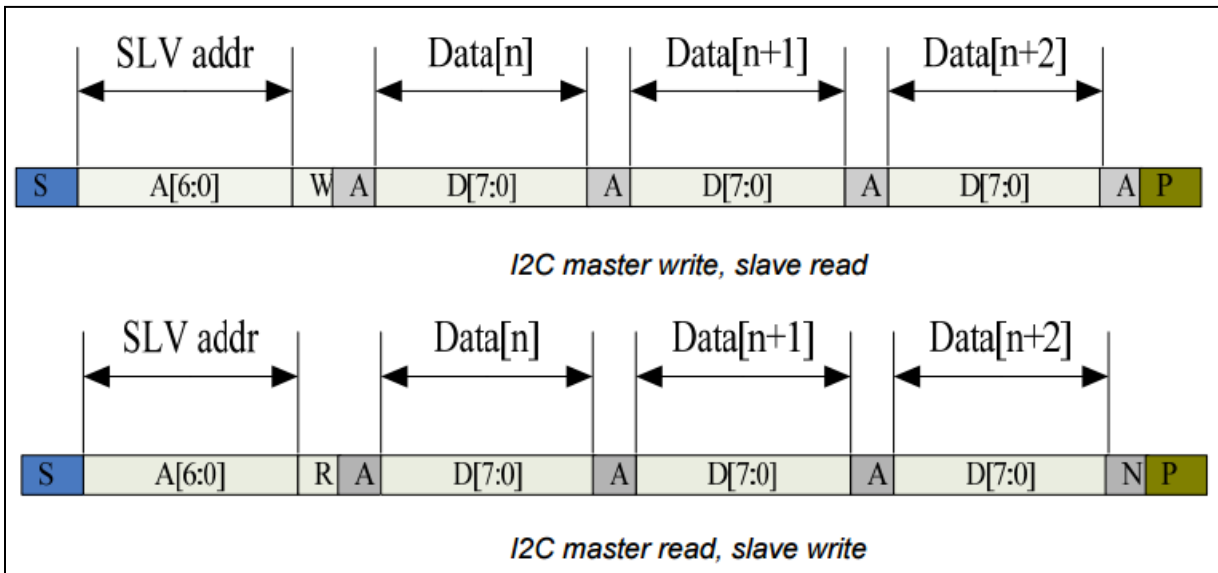 SLV addr Data[n] Data[n+1] Data[n+2]
S A[6:0] W A D[7:0] A D[7:0] A D[7:0] A P
I2C master write, slave read
SLV addr Data[n] Data[n+1] Data[n+2]
S A[6:0] R A D[7:0] A D[7:0] A D[7:0] N P
I2C master read, slave write